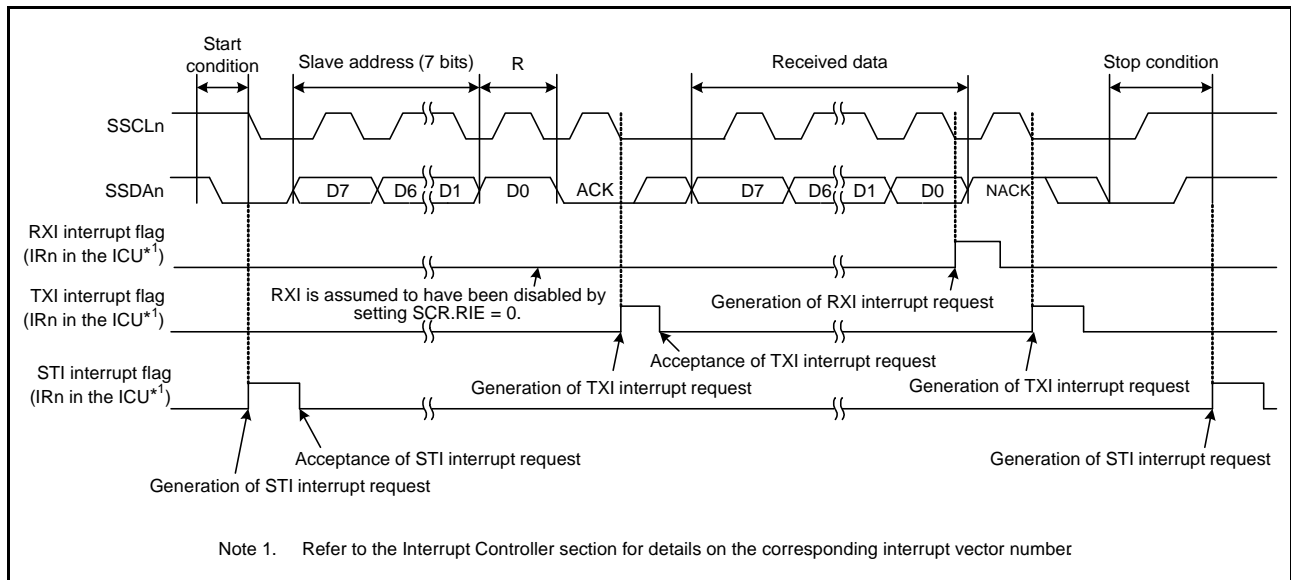 Start
condition
Slave address (7 bits)
R
Received data
Stop condition
SSCLn
SSDAn
D7
D6
D1
D0
ACK
D7
D6
D1
D0
NACK
RXI interrupt flag
(IRn in the ICU*1)
RXI is assumed to have been disabled by
setting SCR.RIE = 0.
Generation of RXI interrupt request
TXI interrupt flag
(IRn in the ICU*1)
Acceptance of TXI interrupt request
Generation of TXI interrupt request
Generation of TXI interrupt request
STI interrupt flag
(IRn in the ICU*1)
Acceptance of STI interrupt request
Generation of STI interrupt request
Generation of STI interrupt request
Note 1. Refer to the Interrupt Controller section for details on the corresponding interrupt vector number.